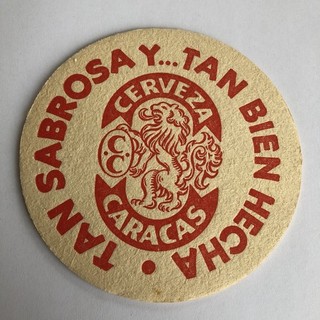 TAN SABROSA Y... TAN BIEN HECHA •
CERVEZA
CARACAS